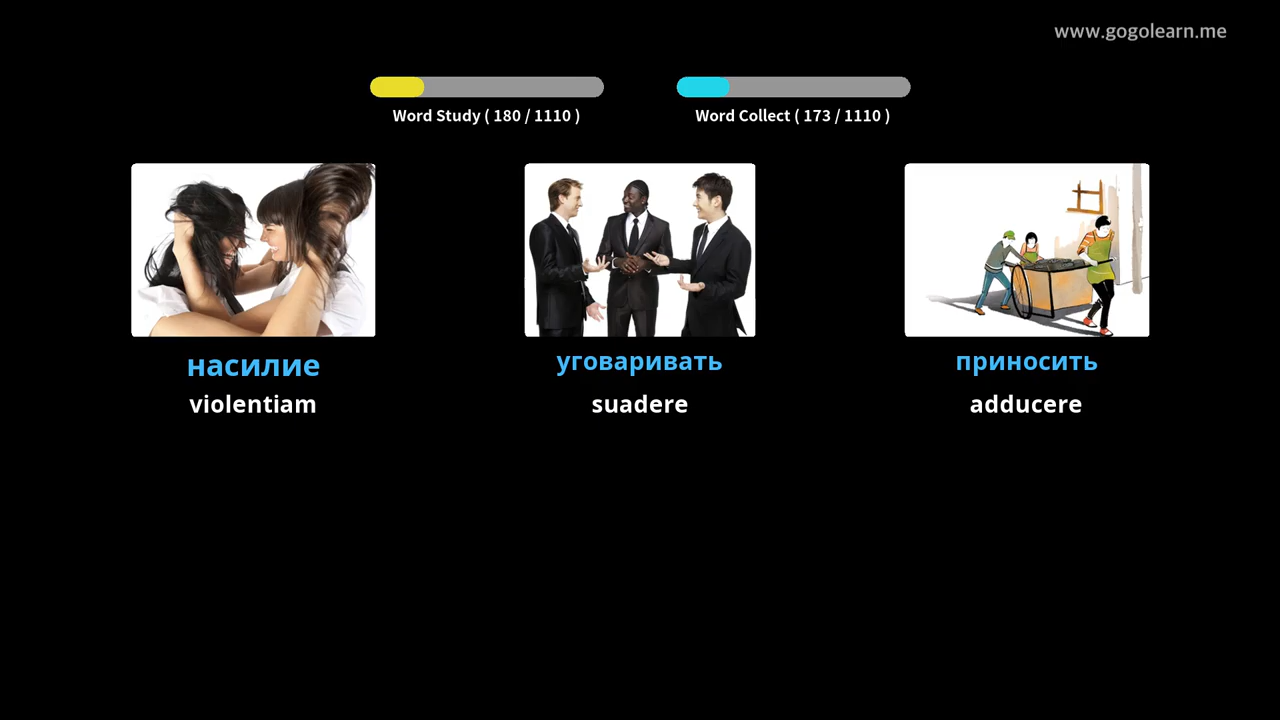 www.gogolearn.me
Word Study ( 180 / 1110 )
Word Collect ( 173 / 1110 )
насилие
уговаривать
приносить
violentiam
suadere
adducere